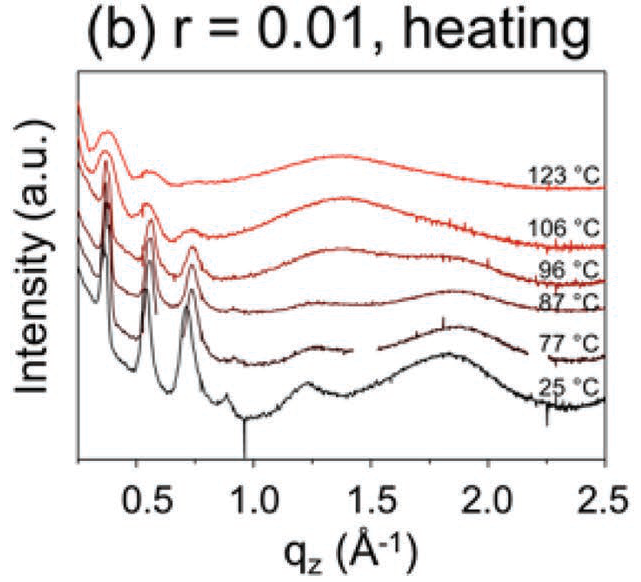 (b) r = 0.01, heating
Intensity (a.u.)
123 °C
106 °C
96 °C
87 °C
77 °C
25 °C
0.5 1.0 1.5 2.0 2.5
q_z (Å⁻¹)